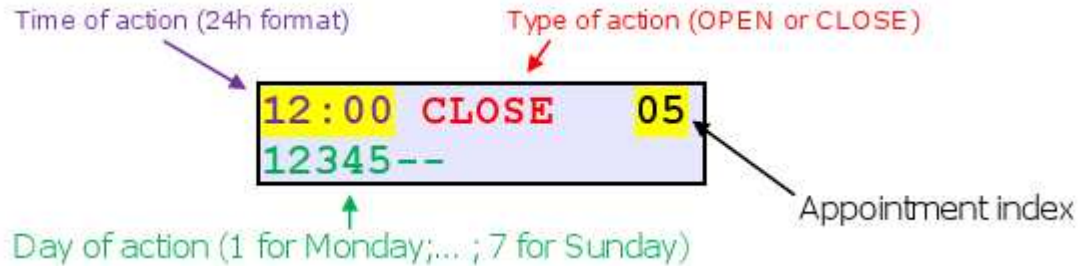 Time of action (24h format)
Type of action (OPEN or CLOSE)
12:00 CLOSE 05
12345--
Appointment index
Day of action (1 for Monday;... ; 7 for Sunday)